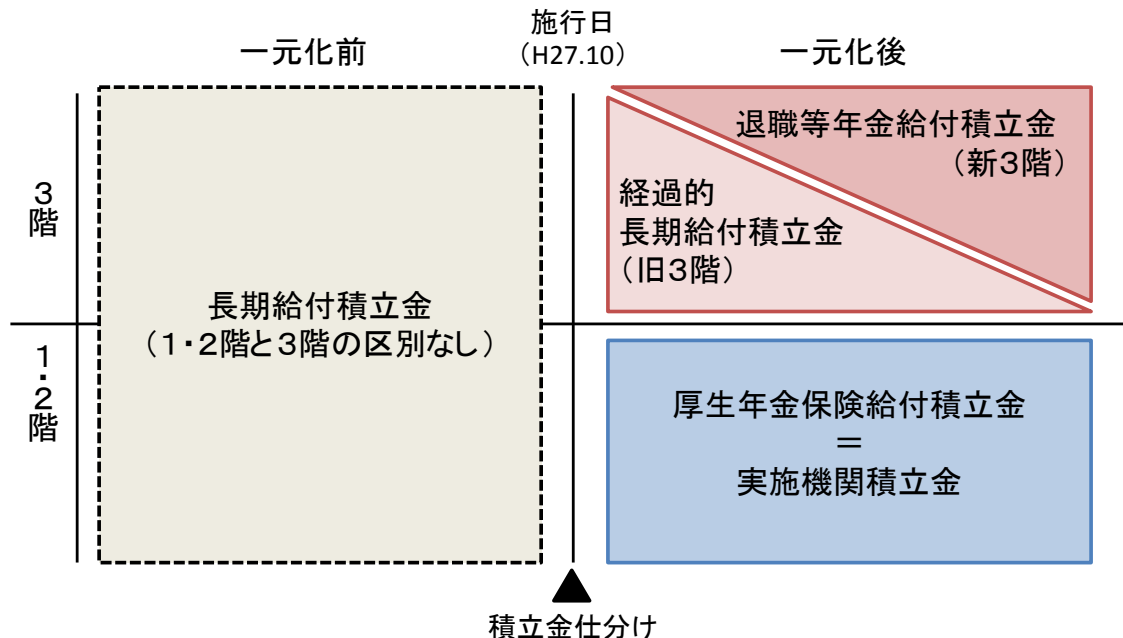 一元化前
施行日
（H27.10）
一元化後
3階
1・2階
長期給付積立金
（1・2階と3階の区別なし）
退職等年金給付積立金
（新3階）
経過的
長期給付積立金
（旧3階）
厚生年金保険給付積立金
＝
実施機関積立金
積立金仕分け